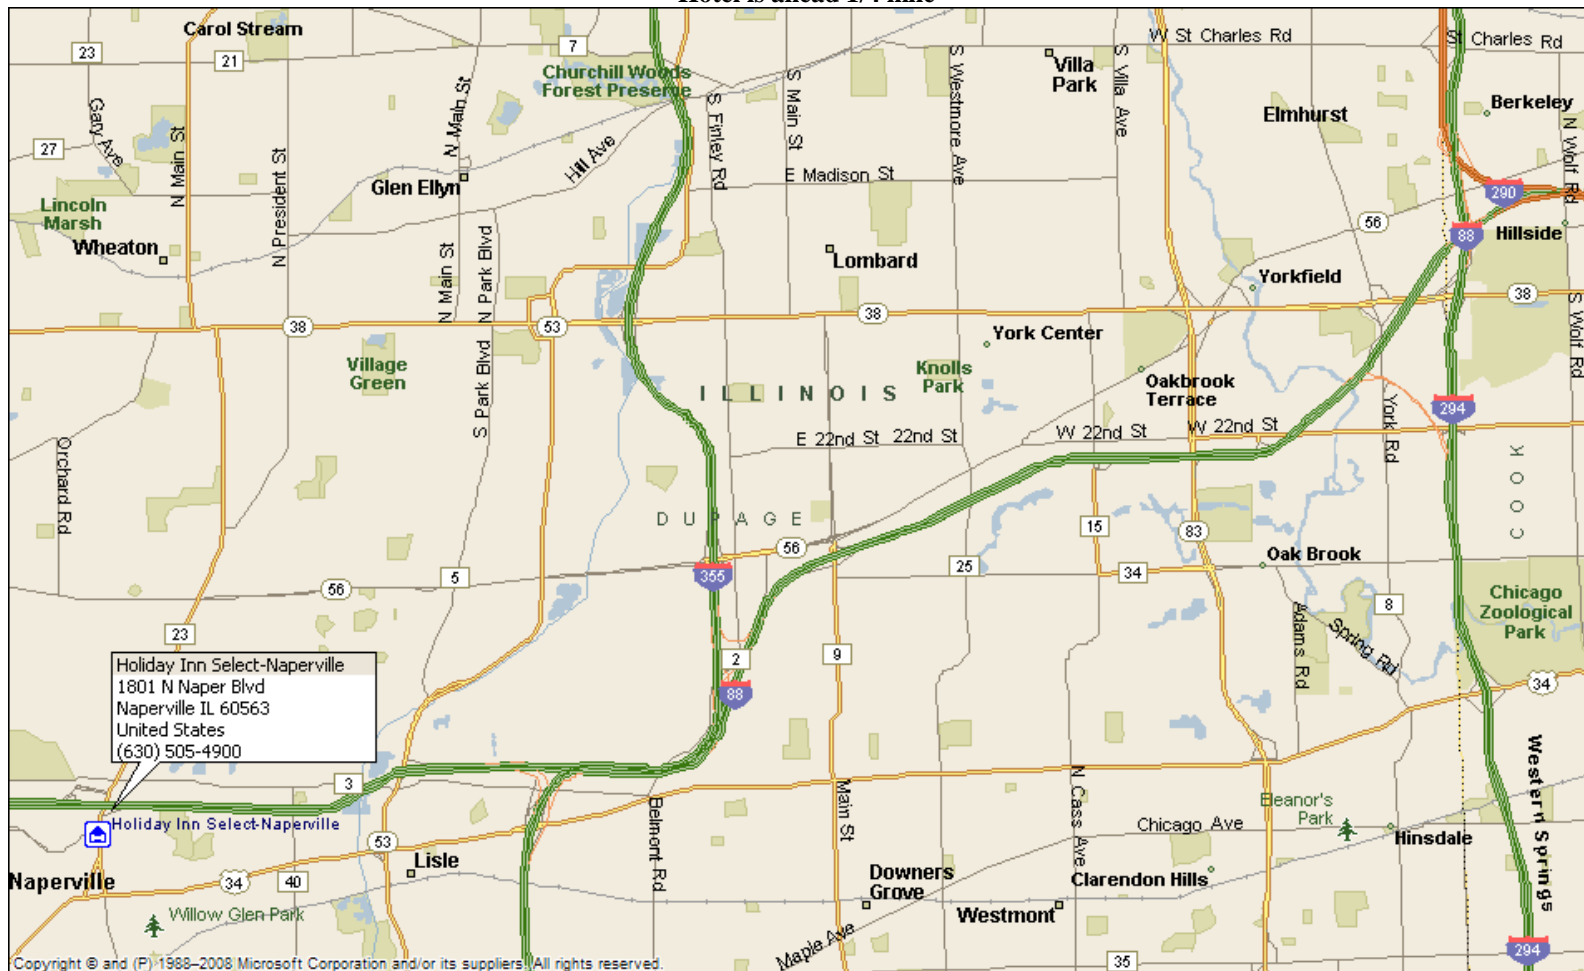 Hotel is ahead 1/4 mile
Carol Stream
23
21
7
Churchill Woods
Forest Preserve
W St Charles Rd
St Charles Rd
Villa
Park
S Villa Ave
S Westmore Ave
S Main St
S Finley Rd
N Main St
Gary Ave
N Main St
27
N President St
Hill Ave
Glen Ellyn
E Madison St
Elmhurst
Berkeley
N Wolf Rd
290
56
88
Hillside
Lincoln
Marsh
Wheaton
N Main St
N Park Blvd
Lombard
Yorkfield
38
S Wolf Rd
38
53
38
York Center
Village
Green
S Park Blvd
ILLINOIS
Knolls
Park
Oakbrook
Terrace
294
York Rd
E 22nd St
22nd St
W 22nd St
W 22nd St
Orchard Rd
COOK
DUPAGE
15
83
56
25
34
Oak Brook
355
5
56
8
Chicago
Zoological
Park
Adams Rd
Spring Rd
23
2
9
88
34
Holiday Inn Select-Naperville
1801 N Naper Blvd
Naperville IL 60563
United States
(630) 505-4900
3
Holiday Inn Select-Naperville
Belmont Rd
Main St
N Cass Ave
Eleanor's
Park
Chicago Ave
Hinsdale
Western Springs
53
Lisle
Naperville
34
40
Downers
Grove
Clarendon Hills
Westmont
Willow Glen Park
Maple Ave
35
294
Copyright © and (P) 1988–2008 Microsoft Corporation and/or its suppliers. All rights reserved.